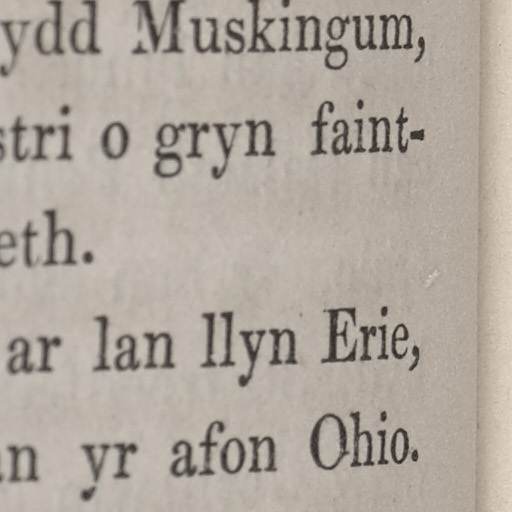 ydd Muskingum,
stri o gryn faint-
eth.
ar lan llyn Erie,
n yr afon Ohio.